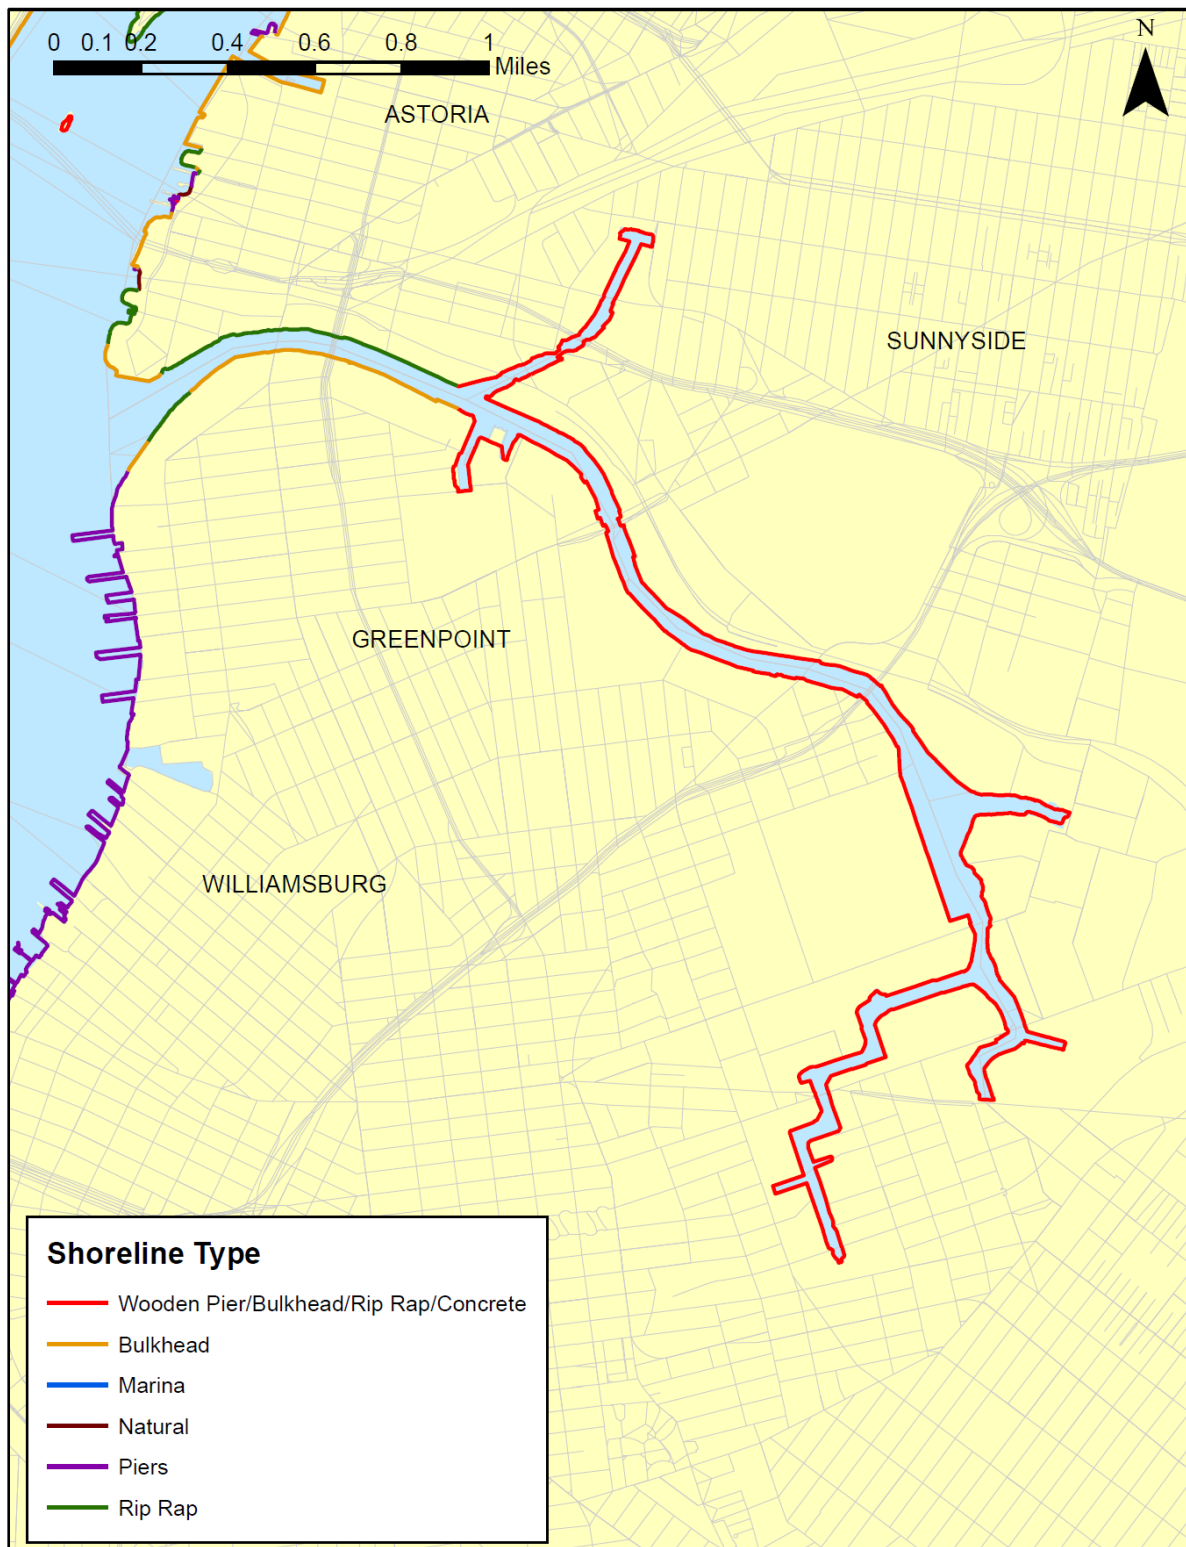 N
0 0.1 0.2 0.4 0.6 0.8 1
Miles
ASTORIA
SUNNYSIDE
GREENPOINT
WILLIAMSBURG
Shoreline Type
Wooden Pier/Bulkhead/Rip Rap/Concrete
Bulkhead
Marina
Natural
Piers
Rip Rap